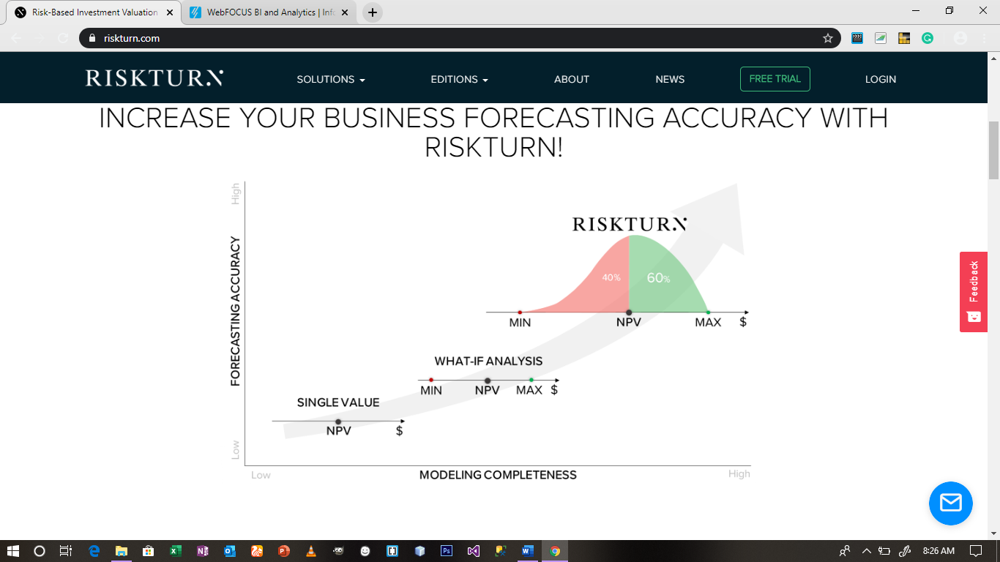 Risk-Based Investment Valuation
WebFOCUS BI and Analytics | Info
riskturn.com
RISKTURN
SOLUTIONS
EDITIONS
ABOUT
NEWS
FREE TRIAL
LOGIN
INCREASE YOUR BUSINESS FORECASTING ACCURACY WITH
RISKTURN!
High
FORECASTING ACCURACY
Low
RISKTURN
40%
60%
MIN
NPV
MAX
$
WHAT-IF ANALYSIS
MIN
NPV
MAX
$
SINGLE VALUE
NPV
$
Low
MODELING COMPLETENESS
High
Feedback
8:26 AM